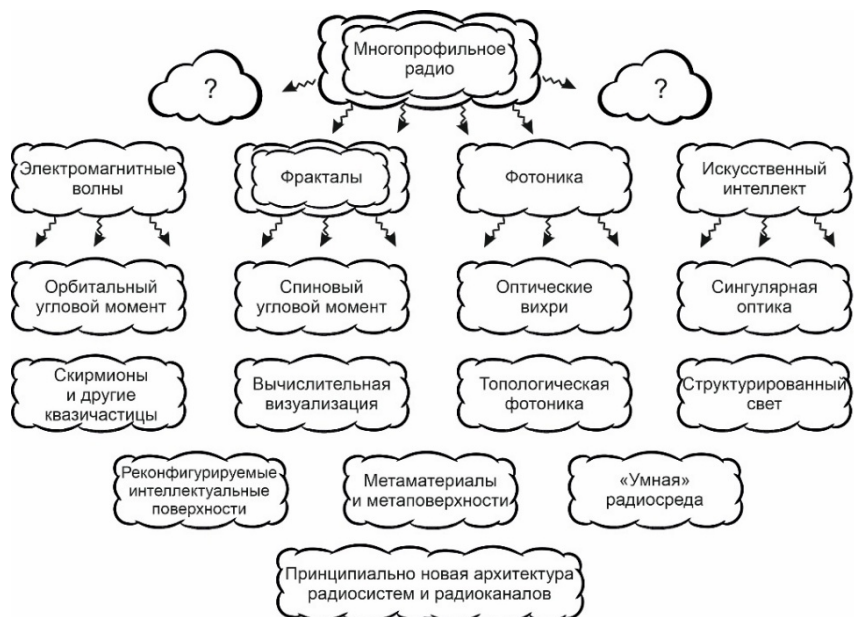 Многопрофильное
радио
?
?
Электромагнитные
волны
Фракталы
Фотоника
Искусственный
интеллект
Орбитальный
угловой момент
Спиновый
угловой момент
Оптические
вихри
Сингулярная
оптика
Скирмионы
и другие
квазичастицы
Вычислительная
визуализация
Топологическая
фотоника
Структурированный
свет
Реконфигурируемые
интеллектуальные
поверхности
Метаматериалы
и метаповерхности
«Умная»
радиосреда
Принципиально новая архитектура
радиосистем и радиоканалов